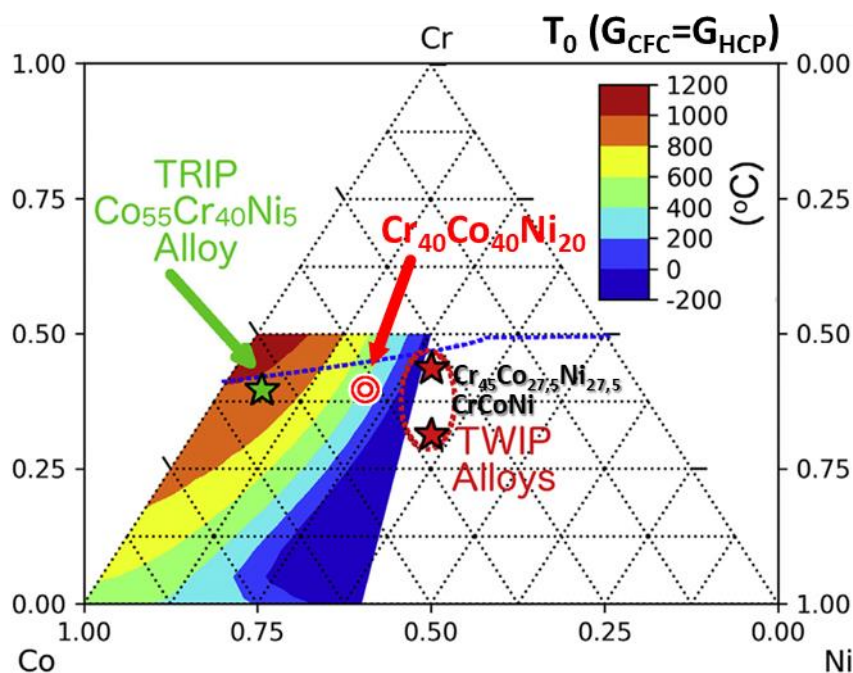 T₀ (G_CFC=G_HCP)
Cr
1.00
0.00
1200
1000
800
600
400
200
0
-200
(°C)
TRIP
Co₅₅Cr₄₀Ni₅
Alloy
0.75
0.25
Cr₄₀Co₄₀Ni₂₀
0.50
0.50
Cr₄₅Co₂₇,₅Ni₂₇,₅
CrCoNi
TWIP
Alloys
0.25
0.75
0.00
1.00
1.00
0.75
0.50
0.25
0.00
Co
Ni